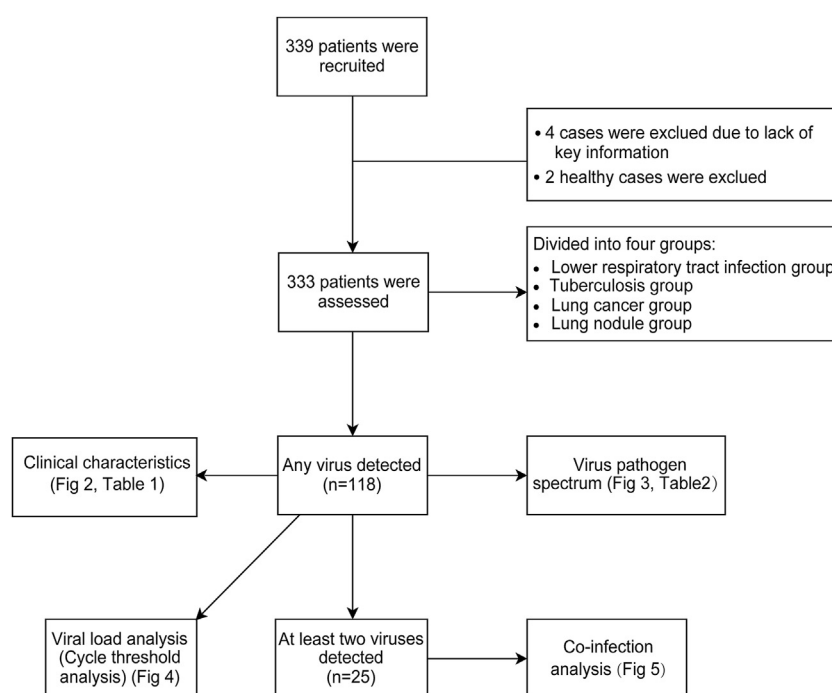 339 patients were
recruited
• 4 cases were exclued due to lack of
key information
• 2 healthy cases were exclued
333 patients were
assessed
Divided into four groups:
• Lower respiratory tract infection group
• Tuberculosis group
• Lung cancer group
• Lung nodule group
Clinical characteristics
(Fig 2, Table 1)
Any virus detected
(n=118)
Virus pathogen
spectrum (Fig 3, Table2)
Viral load analysis
(Cycle threshold
analysis) (Fig 4)
At least two viruses
detected
(n=25)
Co-infection
analysis (Fig 5)